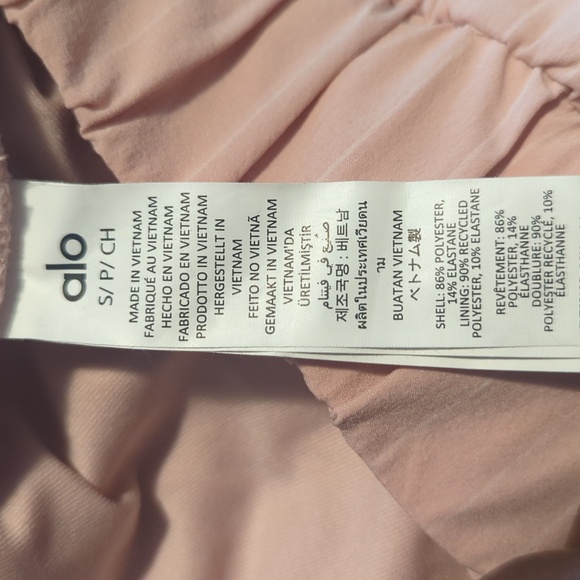 alo
S/ P/ CH
MADE IN VIETNAM
FABRIQUÉ AU VIETNAM
HECHO EN VIETNAM
FABRICADO EN VIETNAM
PRODOTTO IN VIETNAM
HERGESTELLT IN
VIETNAM
FEITO NO VIETNÃ
GEMAAKT IN VIETNAM
VIETNAM'DA
ÜRETİLMİŞTİR
صنع في فيتنام
제조국명 : 베트남
ผลิตในประเทศเวียดน
าม
BUATAN VIETNAM
ベトナム製
SHELL: 86% POLYESTER,
14% ELASTANE
LINING: 90% RECYCLED
POLYESTER, 10% ELASTANE
REVÊTEMENT: 86%
POLYESTER, 14%
ÉLASTHANNE
DOUBLURE: 90%
POLYESTER RECYCLÉ, 10%
ÉLASTHANNE